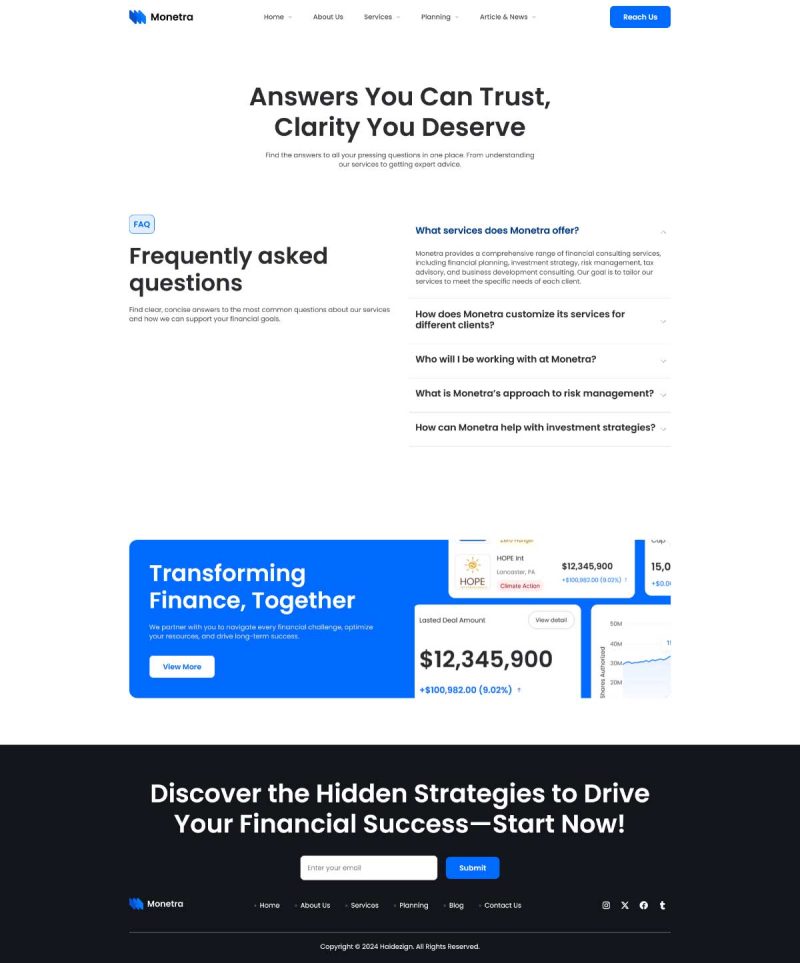 Monetra
Home
About Us
Services
Planning
Article & News
Reach Us
Answers You Can Trust,
Clarity You Deserve
Find the answers to all your pressing questions in one place. From understanding
our services to getting expert advice.
FAQ
Frequently asked
questions
Find clear, concise answers to the most common questions about our services
and how we can support your financial goals.
What services does Monetra offer?
Monetra provides a comprehensive range of financial consulting services,
including financial planning, investment strategy, risk management, tax
advisory, and business development consulting. Our goal is to tailor our
services to meet the specific needs of each client.
How does Monetra customize its services for
different clients?
Who will I be working with at Monetra?
What is Monetra's approach to risk management?
How can Monetra help with investment strategies?
Transforming
Finance, Together
We partner with you to navigate every financial challenge, optimize
your resources, and drive long-term success.
View More
Zero Hunger
HOPE
HOPE Int
Lancaster, PA
Climate Action
$12,345,900
+$100,982.00 (9.02%) ↑
Cap
15,0
+$0.0
Lasted Deal Amount
View detail
$12,345,900
+$100,982.00 (9.02%) ↑
Shares Authorized
50M
40M
30M
20M
Discover the Hidden Strategies to Drive
Your Financial Success—Start Now!
Enter your email
Submit
Monetra
Home
About Us
Services
Planning
Blog
Contact Us
Copyright © 2024 Haidezign. All Rights Reserved.